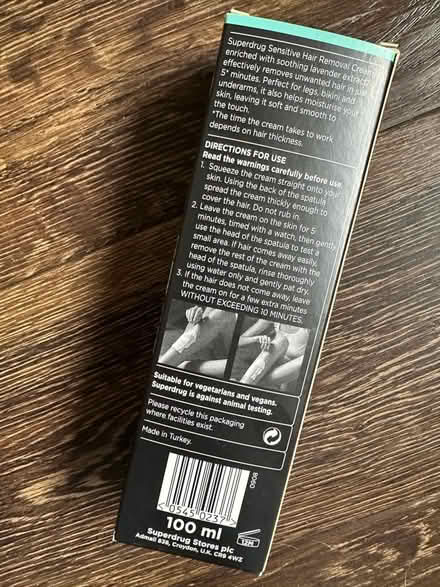 Superdrug Sensitive Hair Removal Cream
enriched with soothing lavender extract
effectively removes unwanted hair in just
5* minutes. Perfect for legs, bikini and
underarms, it also helps moisturise your
skin, leaving it soft and smooth to
the touch.
*The time the cream takes to work
depends on hair thickness.
DIRECTIONS FOR USE
Read the warnings carefully before use.
1. Squeeze the cream straight onto your
skin. Using the back of the spatula
spread the cream thickly enough to
cover the hair. Do not rub in.
2. Leave the cream on the skin for 5
minutes, timed with a watch, then gently
use the head of the spatula to test a
small area. If hair comes away easily,
remove the rest of the cream with the
head of the spatula, rinse thoroughly
using water only and gently pat dry.
3. If the hair does not come away, leave
the cream on for a few extra minutes
WITHOUT EXCEEDING 10 MINUTES.
Suitable for vegetarians and vegans.
Superdrug is against animal testing.
Please recycle this packaging
where facilities exist.
Made in Turkey.
8060
0545 0237
100 ml
12M
Superdrug Stores plc
Admail 838, Croydon, U.K. CR9 4WZ